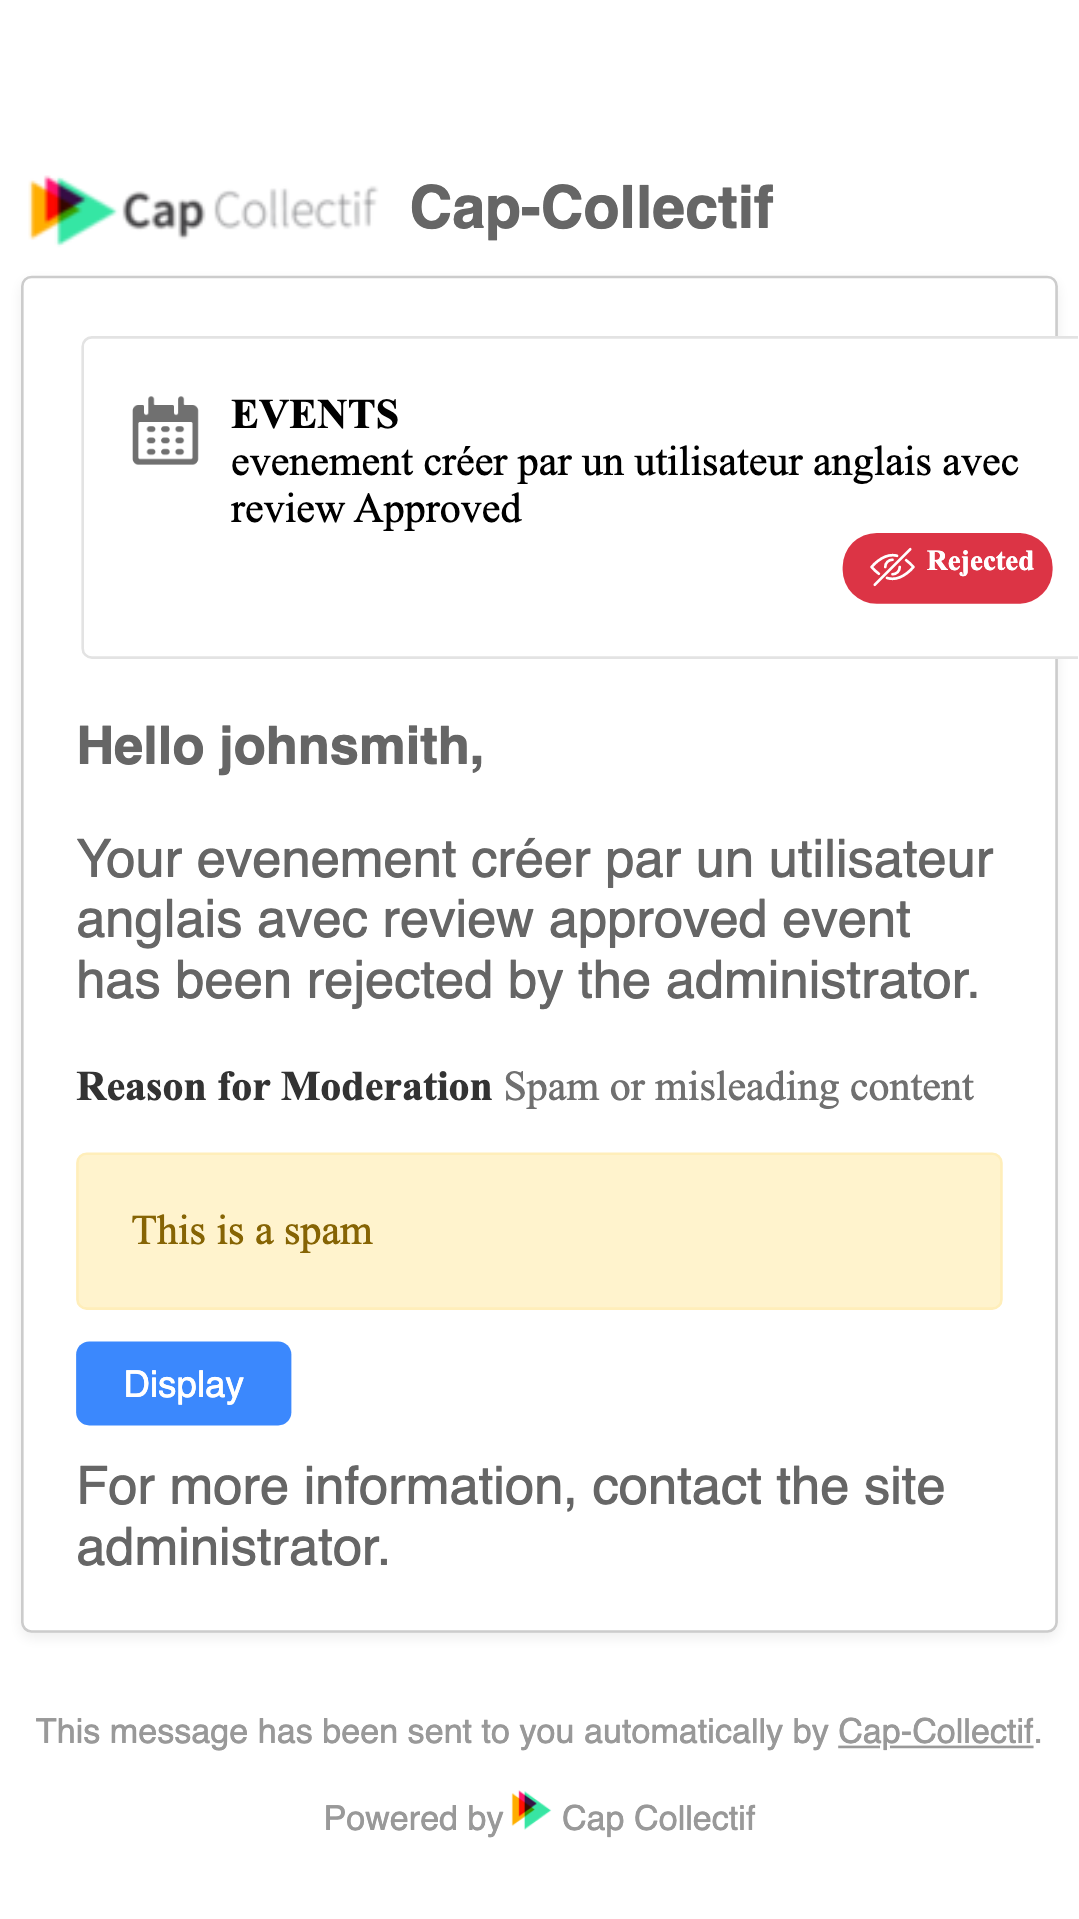 Cap Collectif Cap-Collectif
EVENTS
evenement créer par un utilisateur anglais avec
review Approved
Rejected
Hello johnsmith,
Your evenement créer par un utilisateur
anglais avec review approved event
has been rejected by the administrator.
Reason for Moderation Spam or misleading content
This is a spam
Display
For more information, contact the site
administrator.
This message has been sent to you automatically by Cap-Collectif.
Powered by Cap Collectif